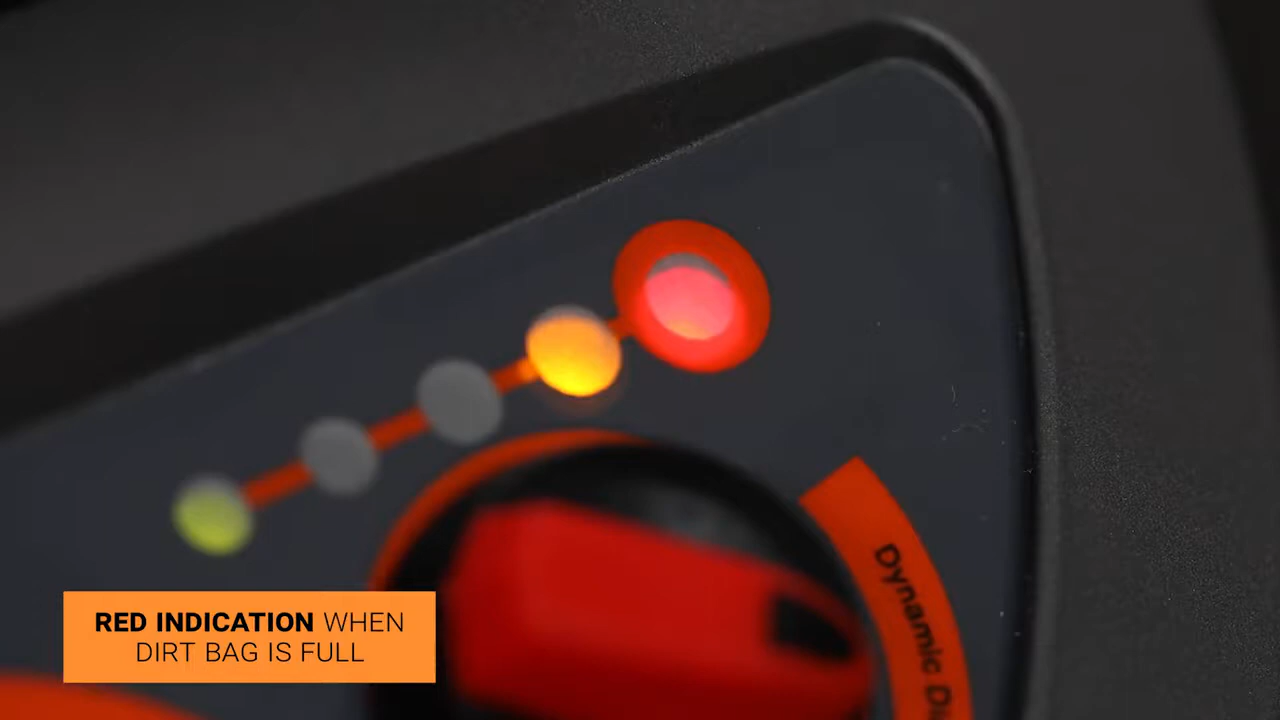 RED INDICATION WHEN
DIRT BAG IS FULL
Dynamic